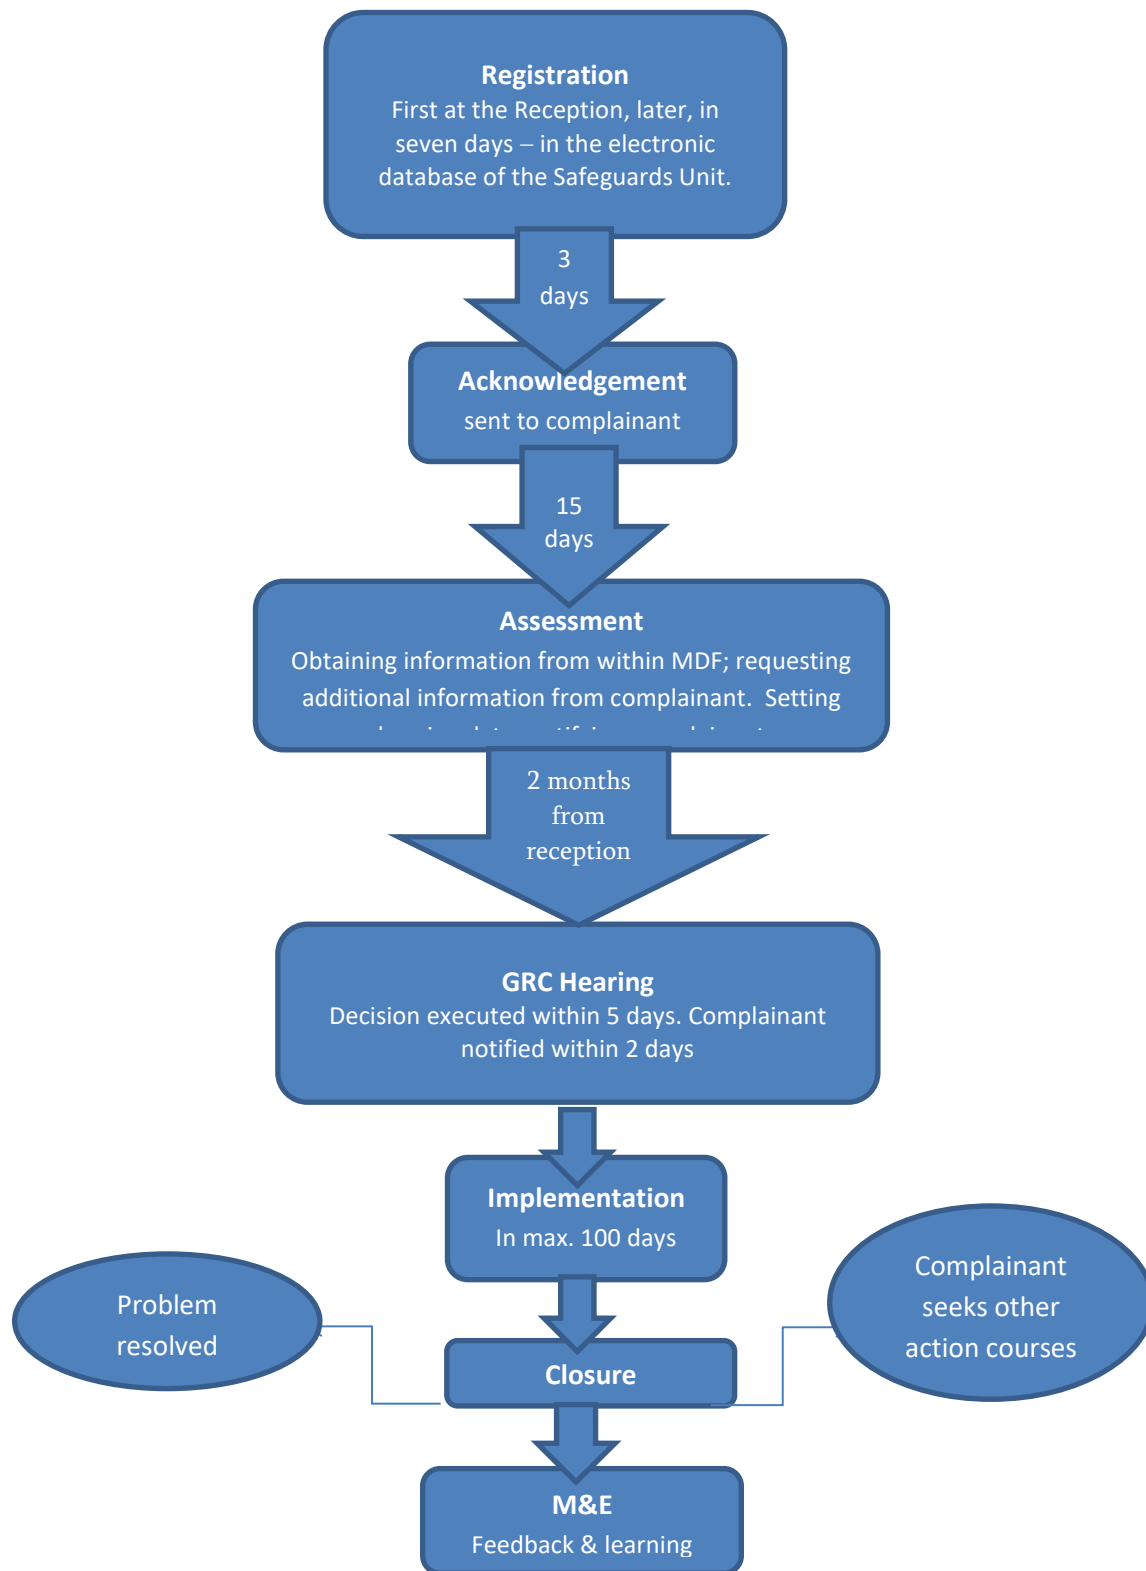 Registration
First at the Reception, later, in
seven days – in the electronic
database of the Safeguards Unit.
3
days
Acknowledgement
sent to complainant
15
days
Assessment
Obtaining information from within MDF; requesting
additional information from complainant.  Setting
2 months
from
reception
GRC Hearing
Decision executed within 5 days. Complainant
notified within 2 days
Implementation
In max. 100 days
Problem
resolved
Complainant
seeks other
action courses
Closure
M&E
Feedback & learning